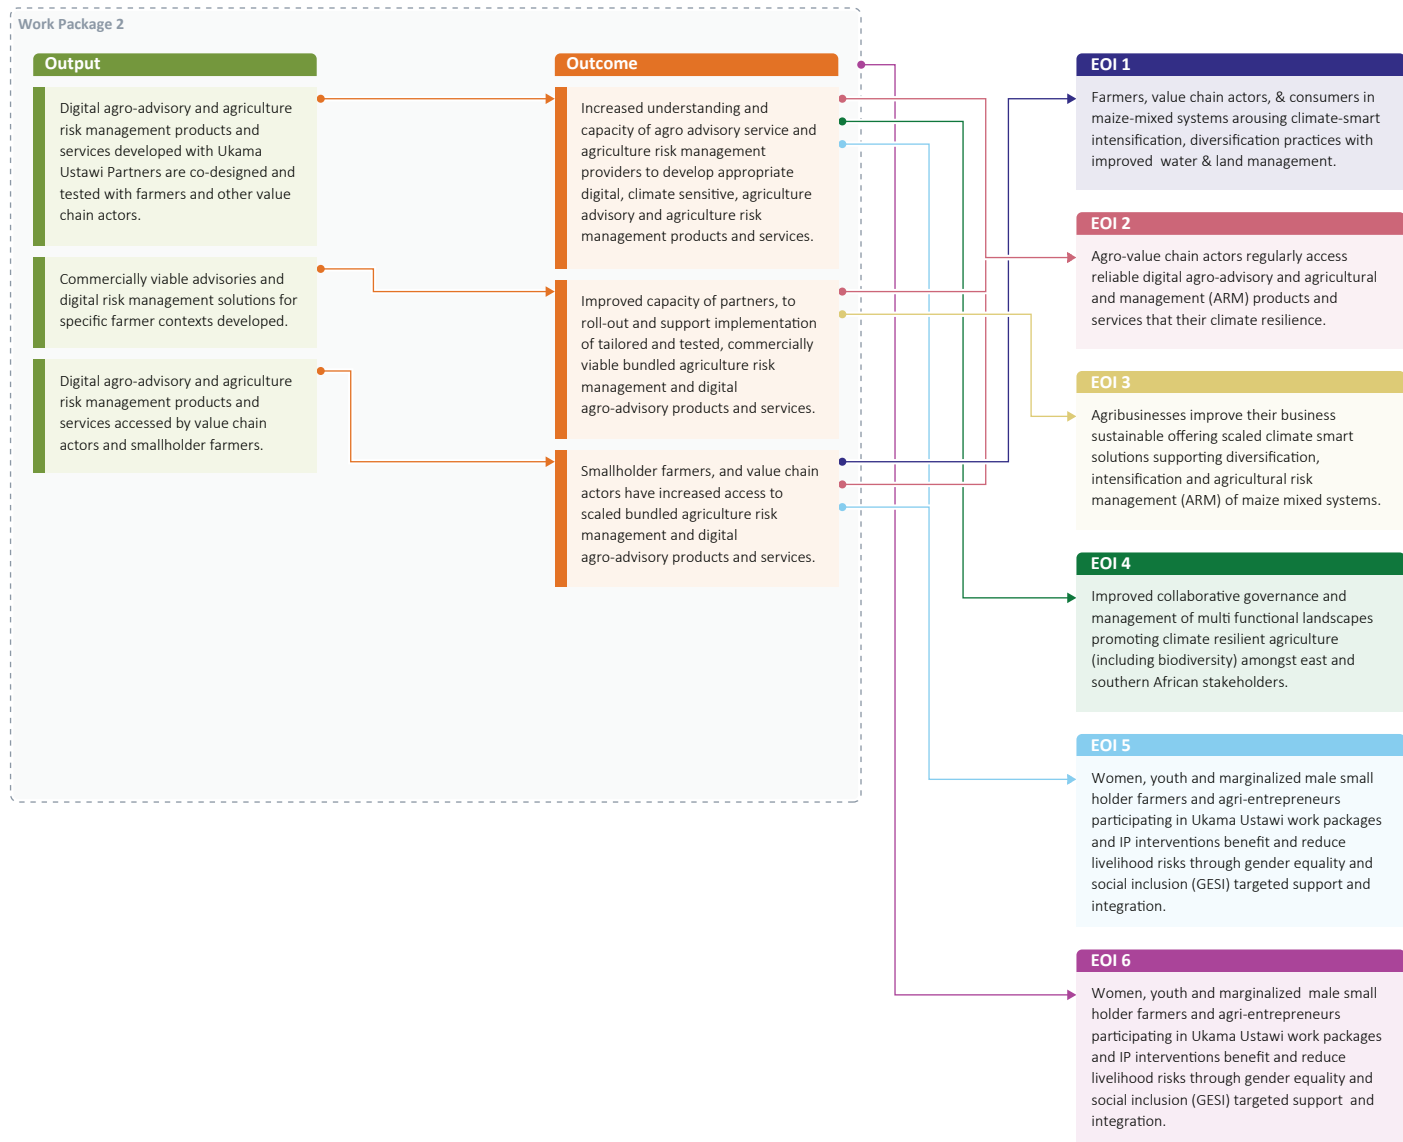 Work Package 2
Output
Digital agro-advisory and agriculture
risk management products and
services developed with Ukama
Ustawi Partners are co-designed and
tested with farmers and other value
chain actors.
Commercially viable advisories and
digital risk management solutions for
specific farmer contexts developed.
Digital agro-advisory and agriculture
risk management products and
services accessed by value chain
actors and smallholder farmers.
Outcome
Increased understanding and
capacity of agro advisory service and
agriculture risk management
providers to develop appropriate
digital, climate sensitive, agriculture
advisory and agriculture risk
management products and services.
Improved capacity of partners, to
roll-out and support implementation
of tailored and tested, commercially
viable bundled agriculture risk
management and digital
agro-advisory products and services.
Smallholder farmers, and value chain
actors have increased access to
scaled bundled agriculture risk
management and digital
agro-advisory products and services.
EOI 1
Farmers, value chain actors, & consumers in
maize-mixed systems arousing climate-smart
intensification, diversification practices with
improved water & land management.
EOI 2
Agro-value chain actors regularly access
reliable digital agro-advisory and agricultural
and management (ARM) products and
services that their climate resilience.
EOI 3
Agribusinesses improve their business
sustainable offering scaled climate smart
solutions supporting diversification,
intensification and agricultural risk
management (ARM) of maize mixed systems.
EOI 4
Improved collaborative governance and
management of multi functional landscapes
promoting climate resilient agriculture
(including biodiversity) amongst east and
southern African stakeholders.
EOI 5
Women, youth and marginalized male small
holder farmers and agri-entrepreneurs
participating in Ukama Ustawi work packages
and IP interventions benefit and reduce
livelihood risks through gender equality and
social inclusion (GESI) targeted support and
integration.
EOI 6
Women, youth and marginalized male small
holder farmers and agri-entrepreneurs
participating in Ukama Ustawi work packages
and IP interventions benefit and reduce
livelihood risks through gender equality and
social inclusion (GESI) targeted support and
integration.